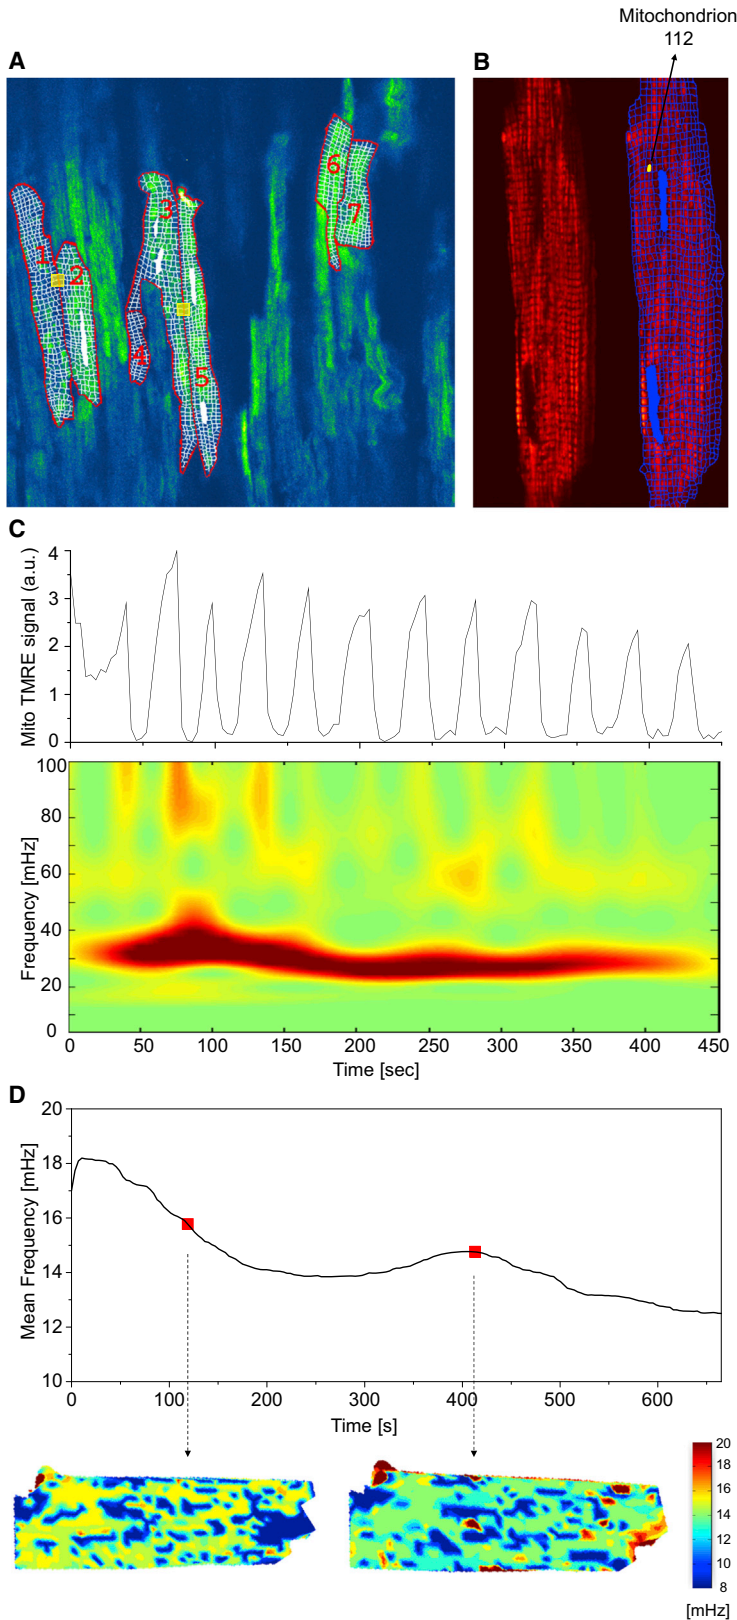 Mitochondrion
112
A
B
1
2
3
4
5
6
7
C
Mito TMRE signal (a.u.)
4
3
2
1
0
Frequency [mHz]
100
80
60
40
20
0
0 50 100 150 200 250 300 350 400 450
Time [sec]
D
Mean Frequency [mHz]
20
18
16
14
12
10
0 100 200 300 400 500 600
Time [s]
20
18
16
14
12
10
8
[mHz]